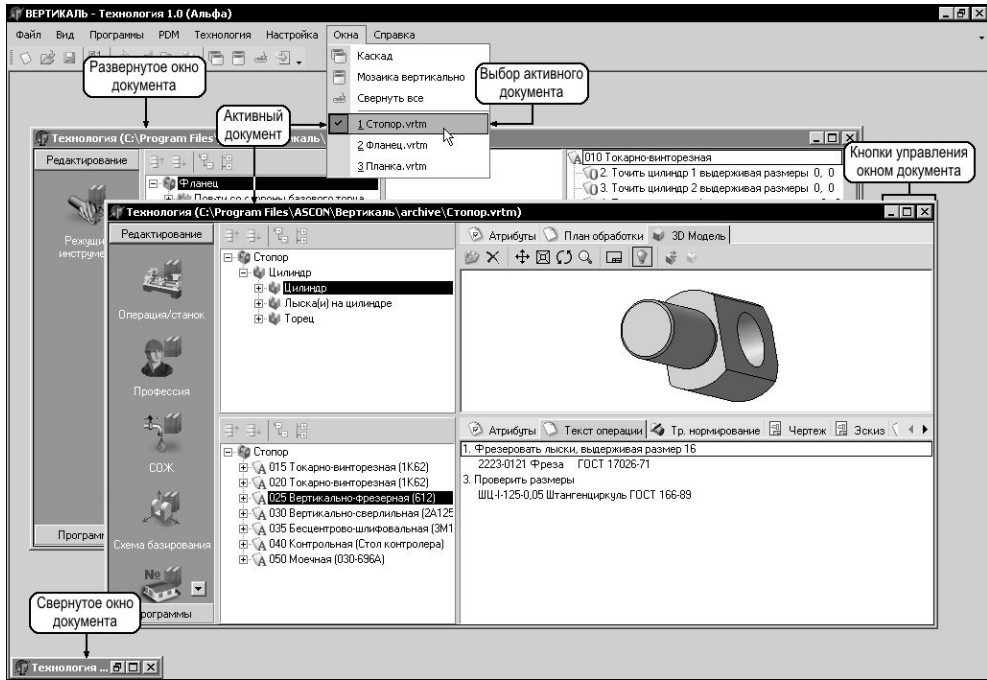 ВЕРТИКАЛЬ - Технология 1.0 (Альфа)
Файл Вид Программы PDM Технология Настройка Окна Справка
Каскад
Мозаика вертикально
Свернуть все
1 Стопор.vrtm
2 Фланец.vrtm
3 Планка.vrtm
Развернутое окно
документа
Активный
документ
Выбор активного
документа
Кнопки управления
окном документа
Технология (C:\Program Files
Редактирование
Фланец
010 Токарно-винторезная
2. Точить цилиндр 1 выдерживая размеры 0, 0
3. Точить цилиндр 2 выдерживая размеры 0, 0
Технология (C:\Program Files\ASCON\Вертикаль\archive\Стопор.vrtm)
Редактирование
Операция/станок
Профессия
СОЖ
Схема базирования
Стопор
Цилиндр
Цилиндр
Лыска(и) на цилиндре
Торец
Атрибуты План обработки 3D Модель
Стопор
015 Токарно-винторезная (1К62)
020 Токарно-винторезная (1К62)
025 Вертикально-фрезерная (612)
030 Вертикально-сверлильная (2А125
035 Бесцентрово-шлифовальная (3М1
040 Контрольная (Стол контролера)
050 Моечная (030-696А)
Атрибуты Текст операции Тр. нормирование Чертеж Эскиз
1. Фрезеровать лыски, выдерживая размер 16
2223-0121 Фреза ГОСТ 17026-71
3. Проверить размеры
ШЦ-I-125-0,05 Штангенциркуль ГОСТ 166-89
Свернутое окно
документа
Технология ...